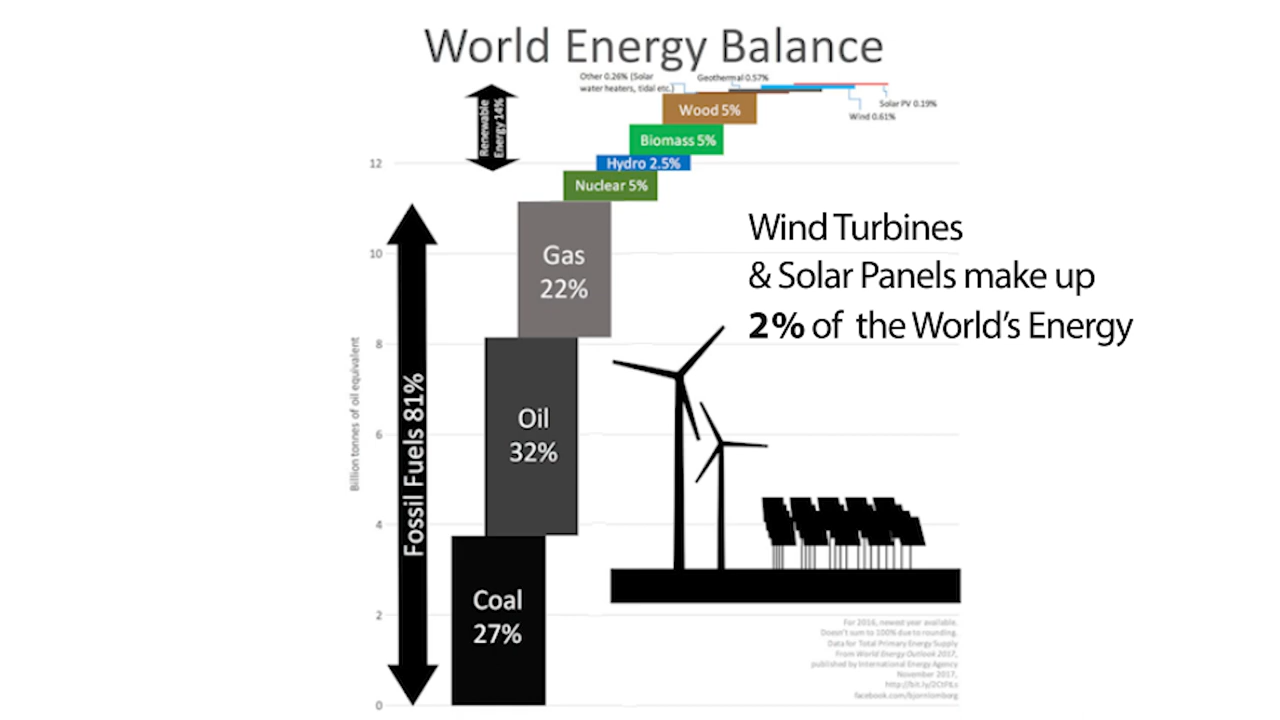 World Energy Balance
Other 0.26% (Solar
water heaters, tidal etc.)
Geothermal 0.57%
Solar PV 0.19%
Wind 0.61%
Renewable
Energy 14%
Wood 5%
Biomass 5%
Hydro 2.5%
Nuclear 5%
12
10
8
6
4
2
0
Billion tonnes of oil equivalent
Fossil Fuels 81%
Gas
22%
Oil
32%
Coal
27%
Wind Turbines
& Solar Panels make up
2% of the World's Energy
For 2016, newest year available.
Doesn't sum to 100% due to rounding.
Data for Total Primary Energy Supply
From World Energy Outlook 2017,
published by International Energy Agency
November 2017,
facebook.com/bjornlomborg